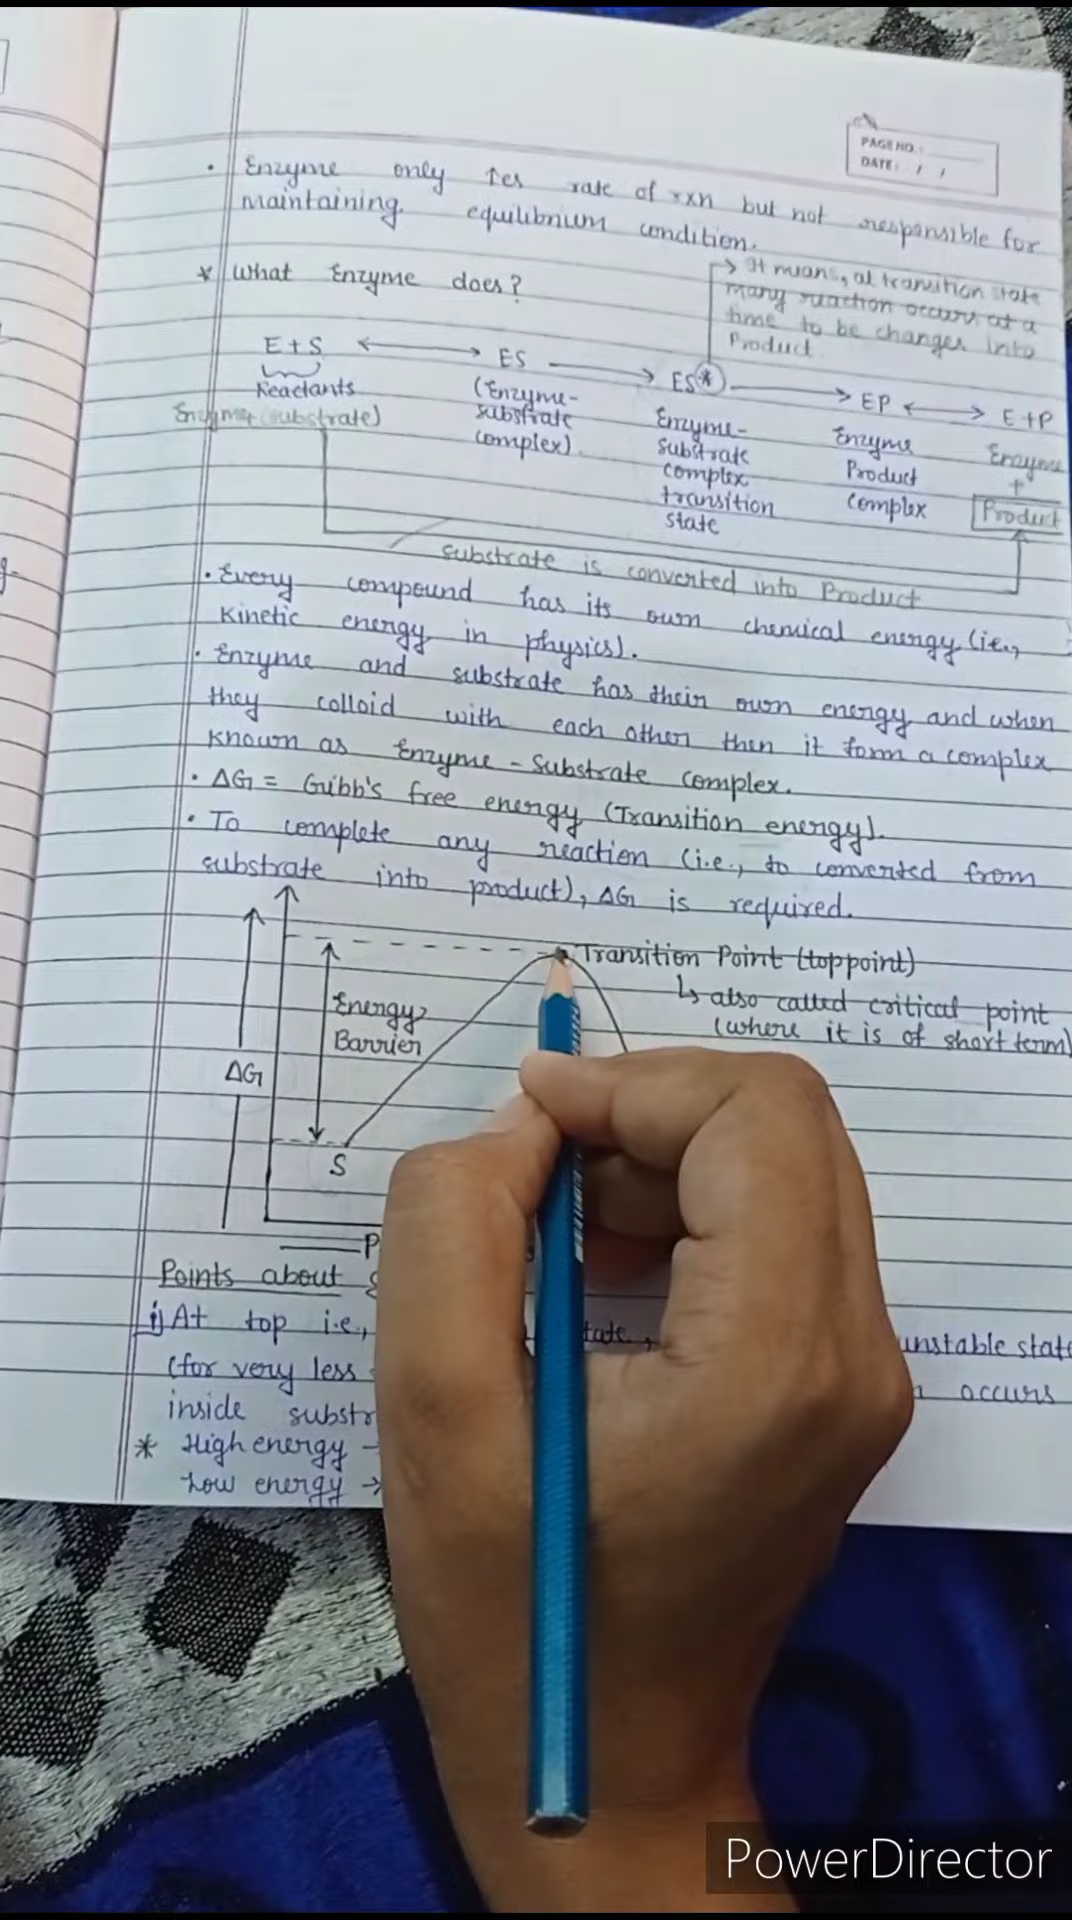 PAGE NO.:
DATE: / /
• Enzyme only ↑es rate of rxn but not responsible for
maintaining equilibrium condition.
* What Enzyme does?
→ It means, at transition state
many reaction occurs at a
time to be changes into
Product.
E+S ⟷ ES → ES* → EP ⟷ E+P
Reactants
(Enzyme+substrate)
(Enzyme-
substrate
complex)
Enzyme-
substrate
complex
transition
state
Enzyme
Product
complex
Enzyme
+
Product
substrate is converted into Product
• Every compound has its own chemical energy (i.e.,
Kinetic energy in physics).
• Enzyme and substrate has their own energy and when
they colloid with each other then it form a complex
known as Enzyme-Substrate complex.
• ΔG = Gibb's free energy (Transition energy).
• To complete any reaction (i.e., to converted from
substrate into product), ΔG is required.
Transition Point (top point)
↳ also called critical point
(where it is of short term)
Energy
Barrier
ΔG
S
P
Points about
i) At top i.e., state, unstable state
(for very less occurs
inside
* High energy →
Low energy →
PowerDirector